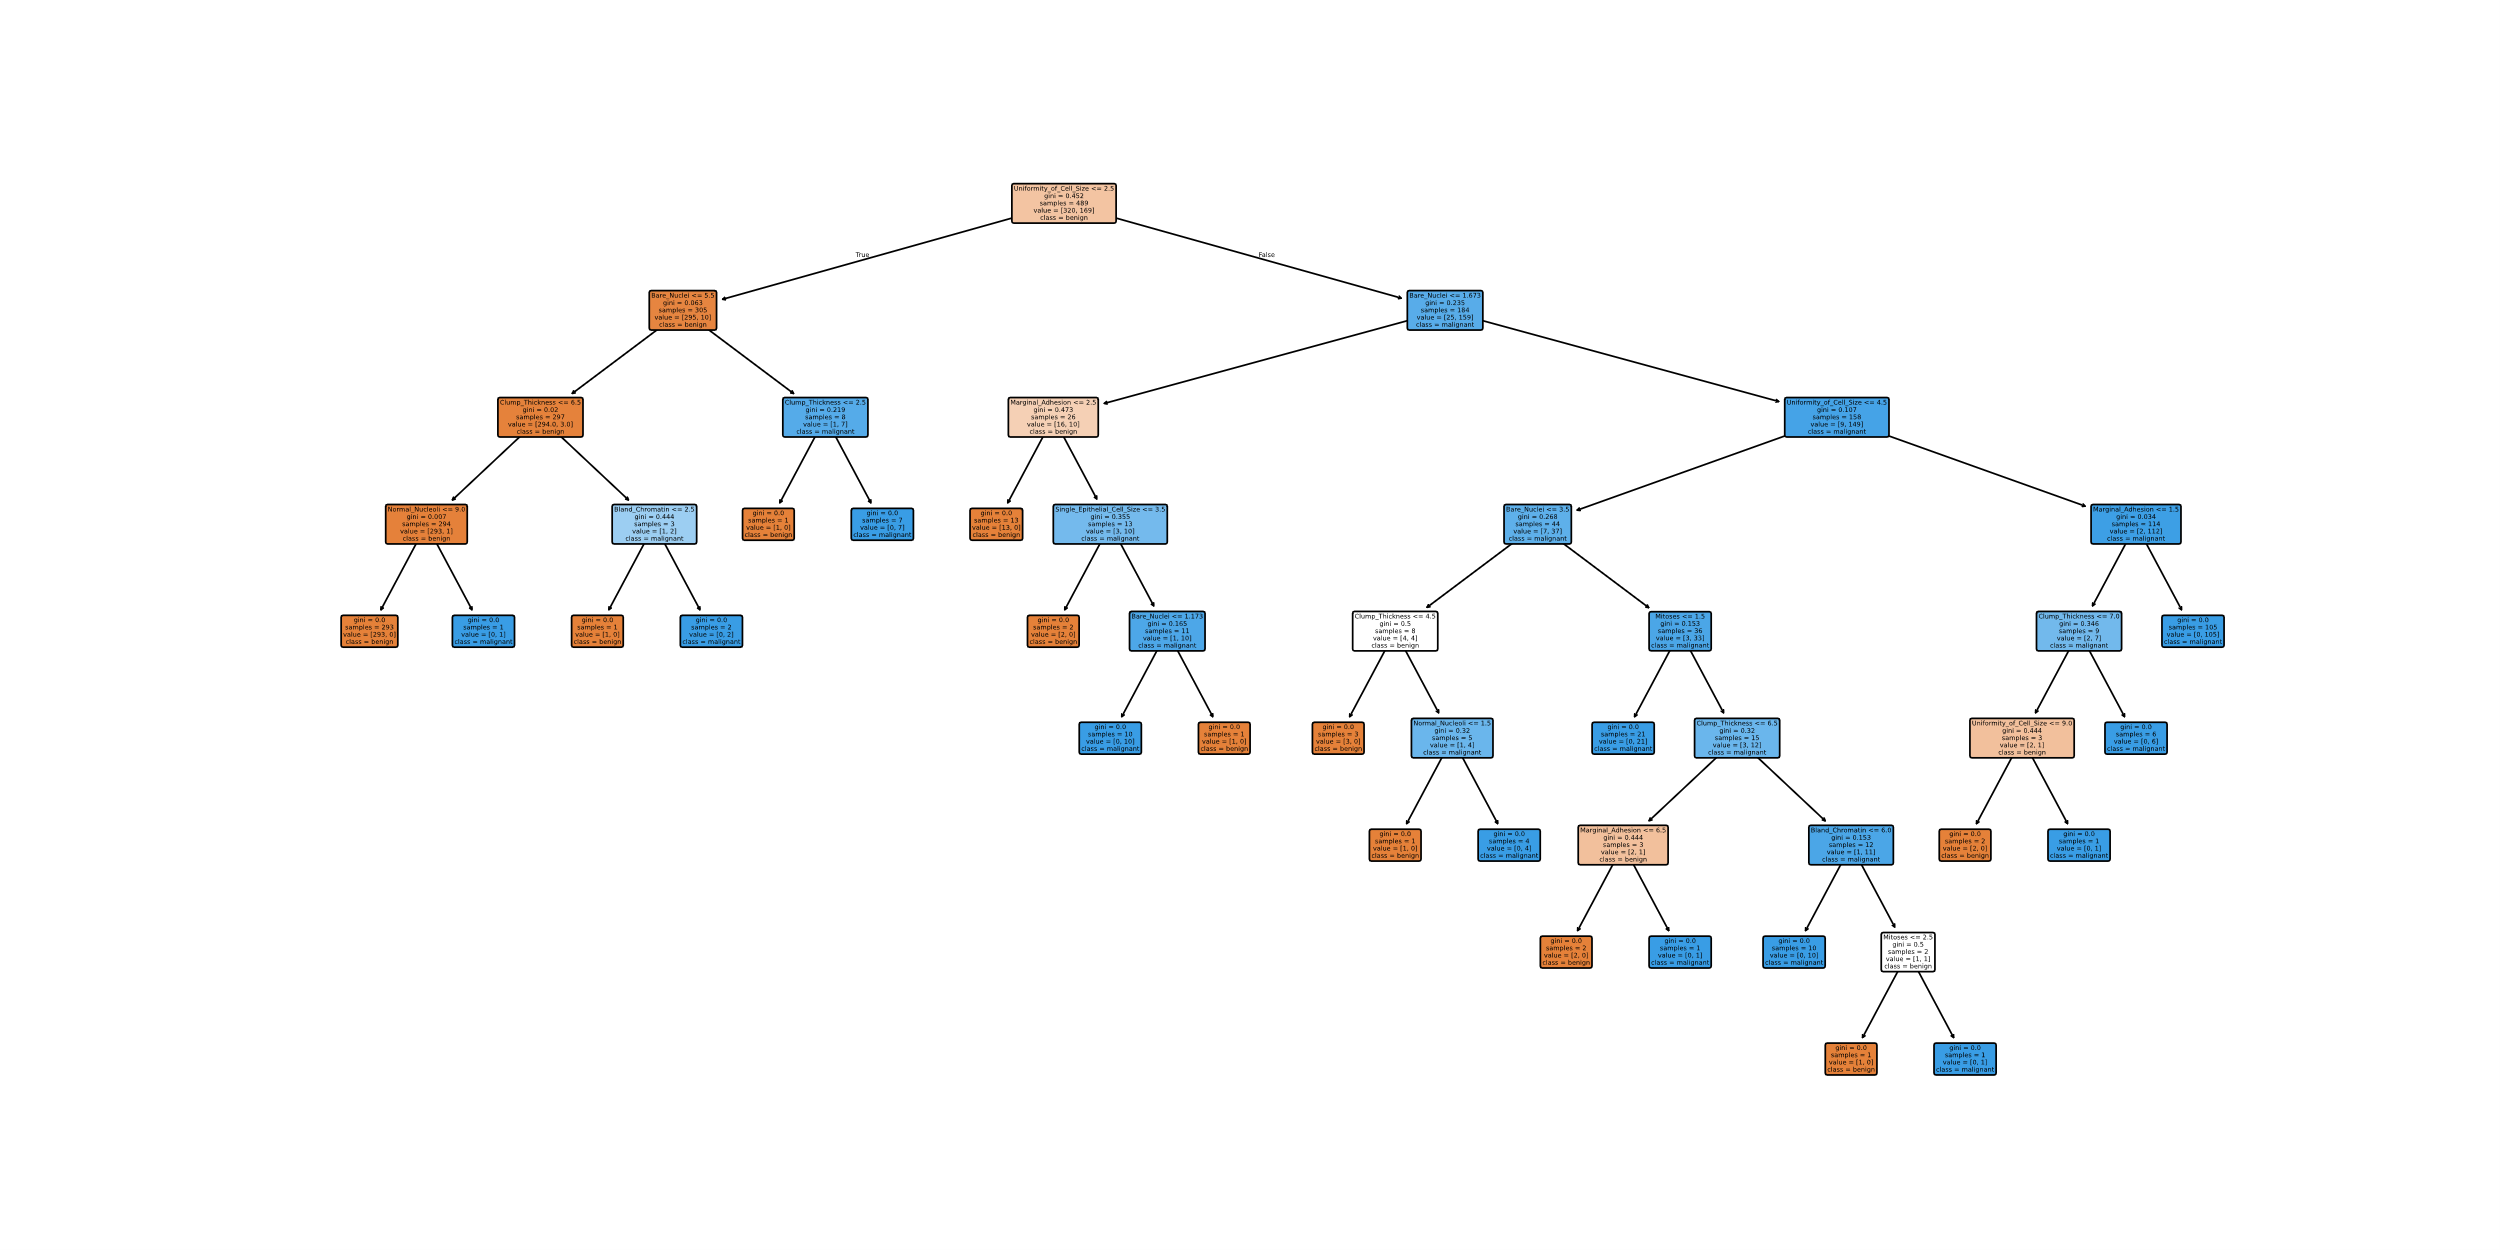 Uniformity_of_Cell_Size <= 2.5
gini = 0.452
samples = 489
value = [320, 169]
class = benign
True
False
Bare_Nuclei <= 5.5
gini = 0.063
samples = 305
value = [295, 10]
class = benign
Bare_Nuclei <= 1.673
gini = 0.235
samples = 184
value = [25, 159]
class = malignant
Clump_Thickness <= 6.5
gini = 0.02
samples = 297
value = [294.0, 3.0]
class = benign
Clump_Thickness <= 2.5
gini = 0.219
samples = 8
value = [1, 7]
class = malignant
Marginal_Adhesion <= 2.5
gini = 0.473
samples = 26
value = [16, 10]
class = benign
Uniformity_of_Cell_Size <= 4.5
gini = 0.107
samples = 158
value = [9, 149]
class = malignant
Normal_Nucleoli <= 9.0
gini = 0.007
samples = 294
value = [293, 1]
class = benign
Bland_Chromatin <= 2.5
gini = 0.444
samples = 3
value = [1, 2]
class = malignant
gini = 0.0
samples = 1
value = [1, 0]
class = benign
gini = 0.0
samples = 7
value = [0, 7]
class = malignant
gini = 0.0
samples = 13
value = [13, 0]
class = benign
Single_Epithelial_Cell_Size <= 3.5
gini = 0.355
samples = 13
value = [3, 10]
class = malignant
Bare_Nuclei <= 3.5
gini = 0.268
samples = 44
value = [7, 37]
class = malignant
Marginal_Adhesion <= 1.5
gini = 0.034
samples = 114
value = [2, 112]
class = malignant
gini = 0.0
samples = 293
value = [293, 0]
class = benign
gini = 0.0
samples = 1
value = [0, 1]
class = malignant
gini = 0.0
samples = 1
value = [1, 0]
class = benign
gini = 0.0
samples = 2
value = [0, 2]
class = malignant
gini = 0.0
samples = 2
value = [2, 0]
class = benign
Bare_Nuclei <= 1.173
gini = 0.165
samples = 11
value = [1, 10]
class = malignant
Clump_Thickness <= 4.5
gini = 0.5
samples = 8
value = [4, 4]
class = benign
Mitoses <= 1.5
gini = 0.153
samples = 36
value = [3, 33]
class = malignant
Clump_Thickness <= 7.0
gini = 0.346
samples = 9
value = [2, 7]
class = malignant
gini = 0.0
samples = 105
value = [0, 105]
class = malignant
gini = 0.0
samples = 10
value = [0, 10]
class = malignant
gini = 0.0
samples = 1
value = [1, 0]
class = benign
gini = 0.0
samples = 3
value = [3, 0]
class = benign
Normal_Nucleoli <= 1.5
gini = 0.32
samples = 5
value = [1, 4]
class = malignant
gini = 0.0
samples = 21
value = [0, 21]
class = malignant
Clump_Thickness <= 6.5
gini = 0.32
samples = 15
value = [3, 12]
class = malignant
Uniformity_of_Cell_Size <= 9.0
gini = 0.444
samples = 3
value = [2, 1]
class = benign
gini = 0.0
samples = 6
value = [0, 6]
class = malignant
gini = 0.0
samples = 1
value = [1, 0]
class = benign
gini = 0.0
samples = 4
value = [0, 4]
class = malignant
Marginal_Adhesion <= 6.5
gini = 0.444
samples = 3
value = [2, 1]
class = benign
Bland_Chromatin <= 6.0
gini = 0.153
samples = 12
value = [1, 11]
class = malignant
gini = 0.0
samples = 2
value = [2, 0]
class = benign
gini = 0.0
samples = 1
value = [0, 1]
class = malignant
gini = 0.0
samples = 2
value = [2, 0]
class = benign
gini = 0.0
samples = 1
value = [0, 1]
class = malignant
gini = 0.0
samples = 10
value = [0, 10]
class = malignant
Mitoses <= 2.5
gini = 0.5
samples = 2
value = [1, 1]
class = benign
gini = 0.0
samples = 1
value = [1, 0]
class = benign
gini = 0.0
samples = 1
value = [0, 1]
class = malignant